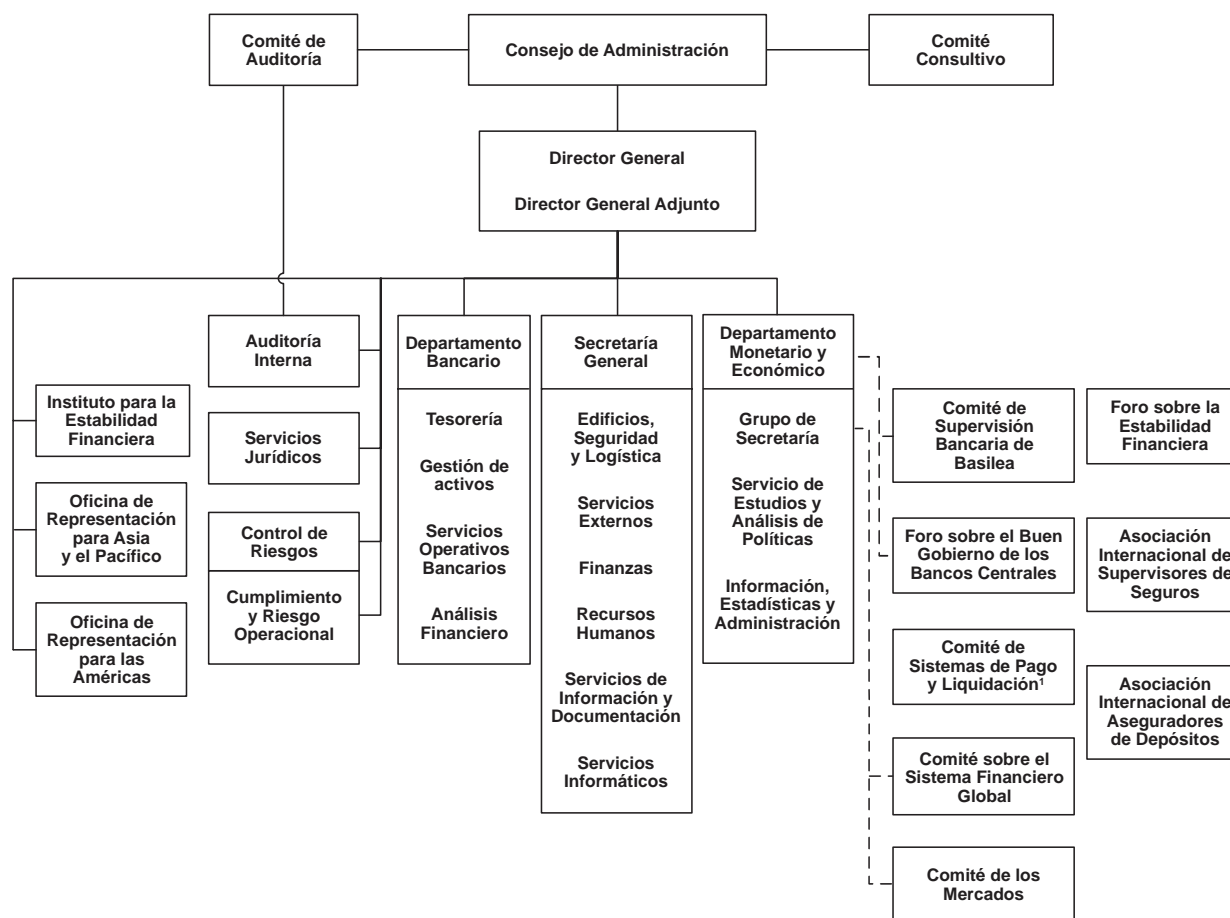 Comité de
Auditoría
Consejo de Administración
Comité
Consultivo
Director General
Director General Adjunto
Auditoría
Interna
Departamento
Bancario
Secretaría
General
Departamento
Monetario y
Económico
Instituto para la
Estabilidad
Financiera
Servicios
Jurídicos
Tesorería
Gestión de
activos
Servicios
Operativos
Bancarios
Análisis
Financiero
Edificios,
Seguridad
y Logística
Servicios
Externos
Finanzas
Recursos
Humanos
Servicios de
Información y
Documentación
Servicios
Informáticos
Grupo de
Secretaría
Servicio de
Estudios y
Análisis de
Políticas
Información,
Estadísticas y
Administración
Oficina de
Representación
para Asia
y el Pacífico
Control de
Riesgos
Cumplimiento
y Riesgo
Operacional
Oficina de
Representación
para las
Américas
Comité de
Supervisión
Bancaria de
Basilea
Foro sobre la
Estabilidad
Financiera
Foro sobre el Buen
Gobierno de los
Bancos Centrales
Asociación
Internacional de
Supervisores de
Seguros
Comité de
Sistemas de Pago
y Liquidación¹
Asociación
Internacional de
Aseguradores
de Depósitos
Comité sobre el
Sistema Financiero
Global
Comité de los
Mercados